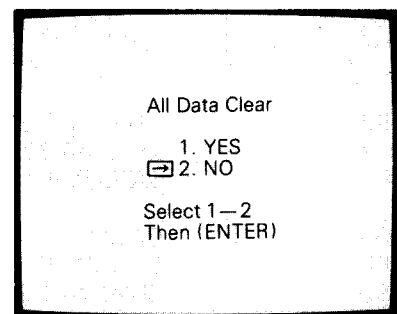 All Data Clear
1. YES
→ 2. NO
Select 1—2
Then (ENTER)